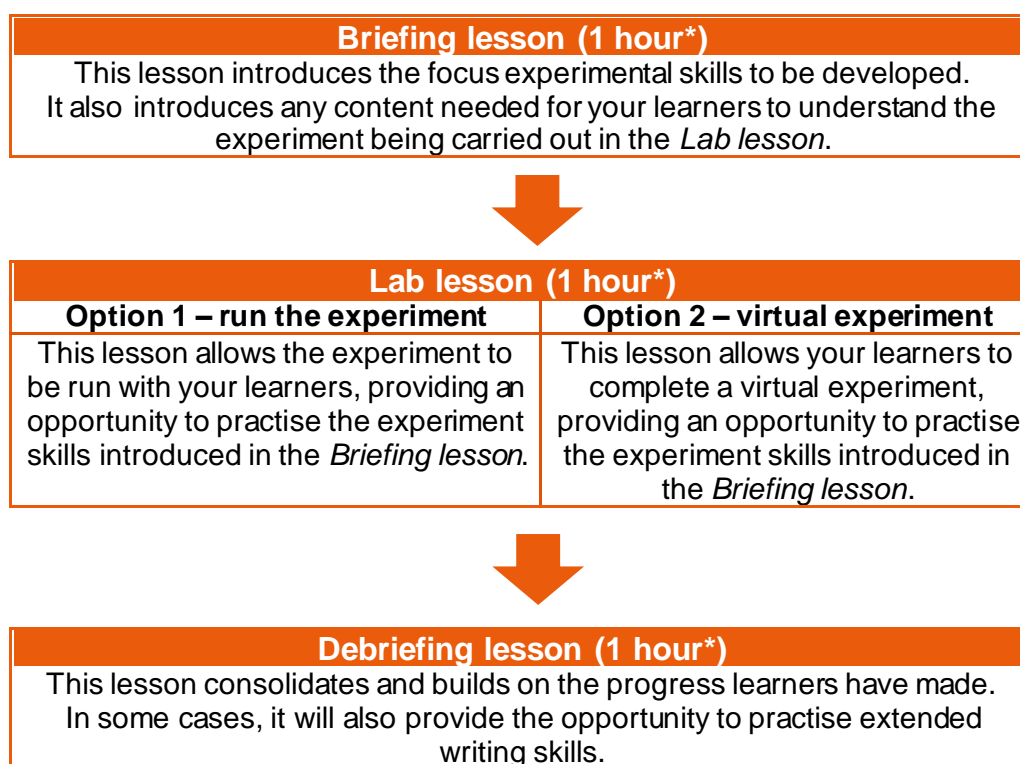 Briefing lesson (1 hour*)
This lesson introduces the focus experimental skills to be developed.
It also introduces any content needed for your learners to understand the
experiment being carried out in the Lab lesson.
Lab lesson (1 hour*)
Option 1 – run the experiment
This lesson allows the experiment to
be run with your learners, providing an
opportunity to practise the experiment
skills introduced in the Briefing lesson.
Option 2 – virtual experiment
This lesson allows your learners to
complete a virtual experiment,
providing an opportunity to practise
the experiment skills introduced in
the Briefing lesson.
Debriefing lesson (1 hour*)
This lesson consolidates and builds on the progress learners have made.
In some cases, it will also provide the opportunity to practise extended
writing skills.